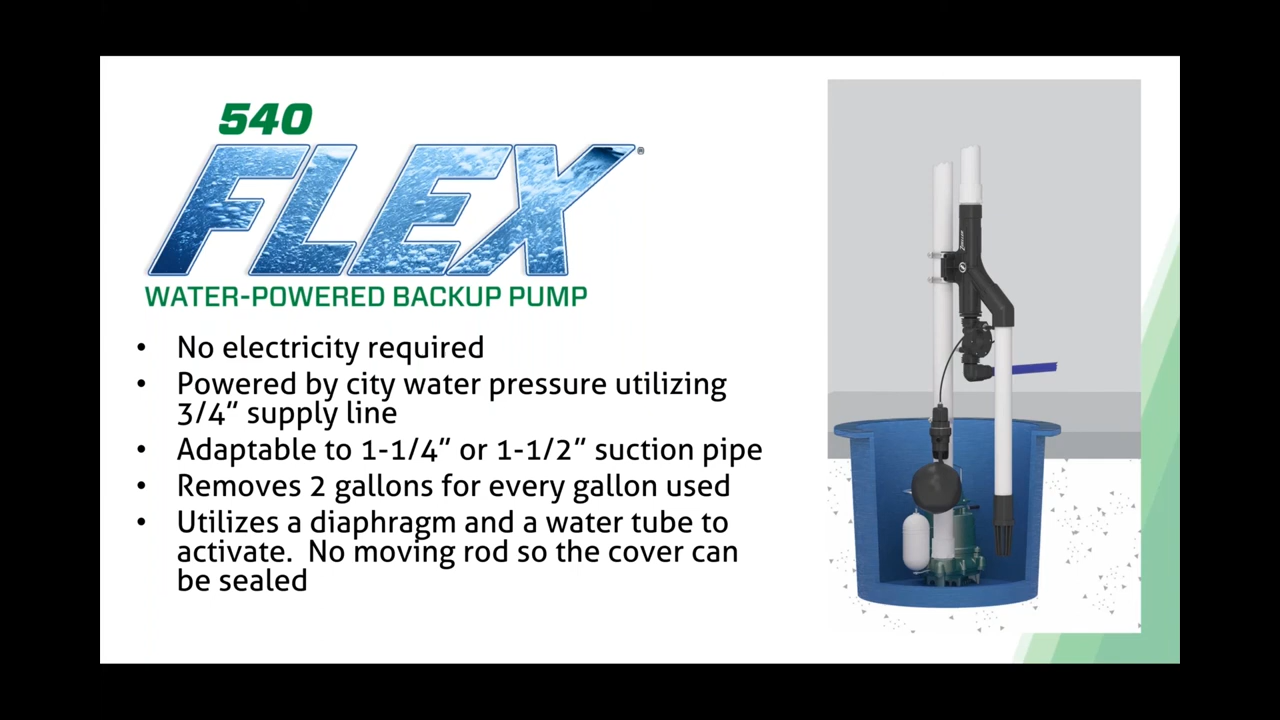 540
FLEX®
WATER-POWERED BACKUP PUMP
• No electricity required
• Powered by city water pressure utilizing
3/4” supply line
• Adaptable to 1-1/4” or 1-1/2” suction pipe
• Removes 2 gallons for every gallon used
• Utilizes a diaphragm and a water tube to
activate.  No moving rod so the cover can
be sealed
ZOELLER